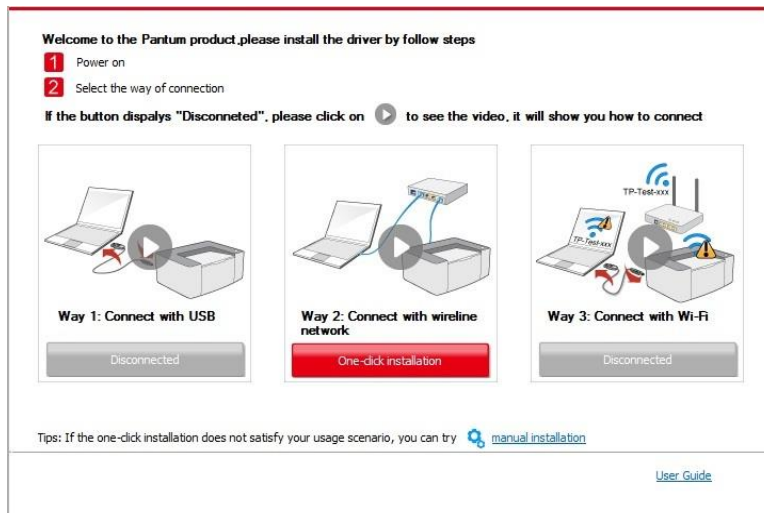 Welcome to the Pantum product,please install the driver by follow steps
1 Power on
2 Select the way of connection
If the button dispalys "Disconneted", please click on to see the video, it will show you how to connect
TP-Test-xxx
TP-Test-xxx
Way 1: Connect with USB
Way 2: Connect with wireline
network
Way 3: Connect with Wi-Fi
Disconnected
One-click installation
Disconnected
Tips: If the one-click installation does not satisfy your usage scenario, you can try manual installation
User Guide